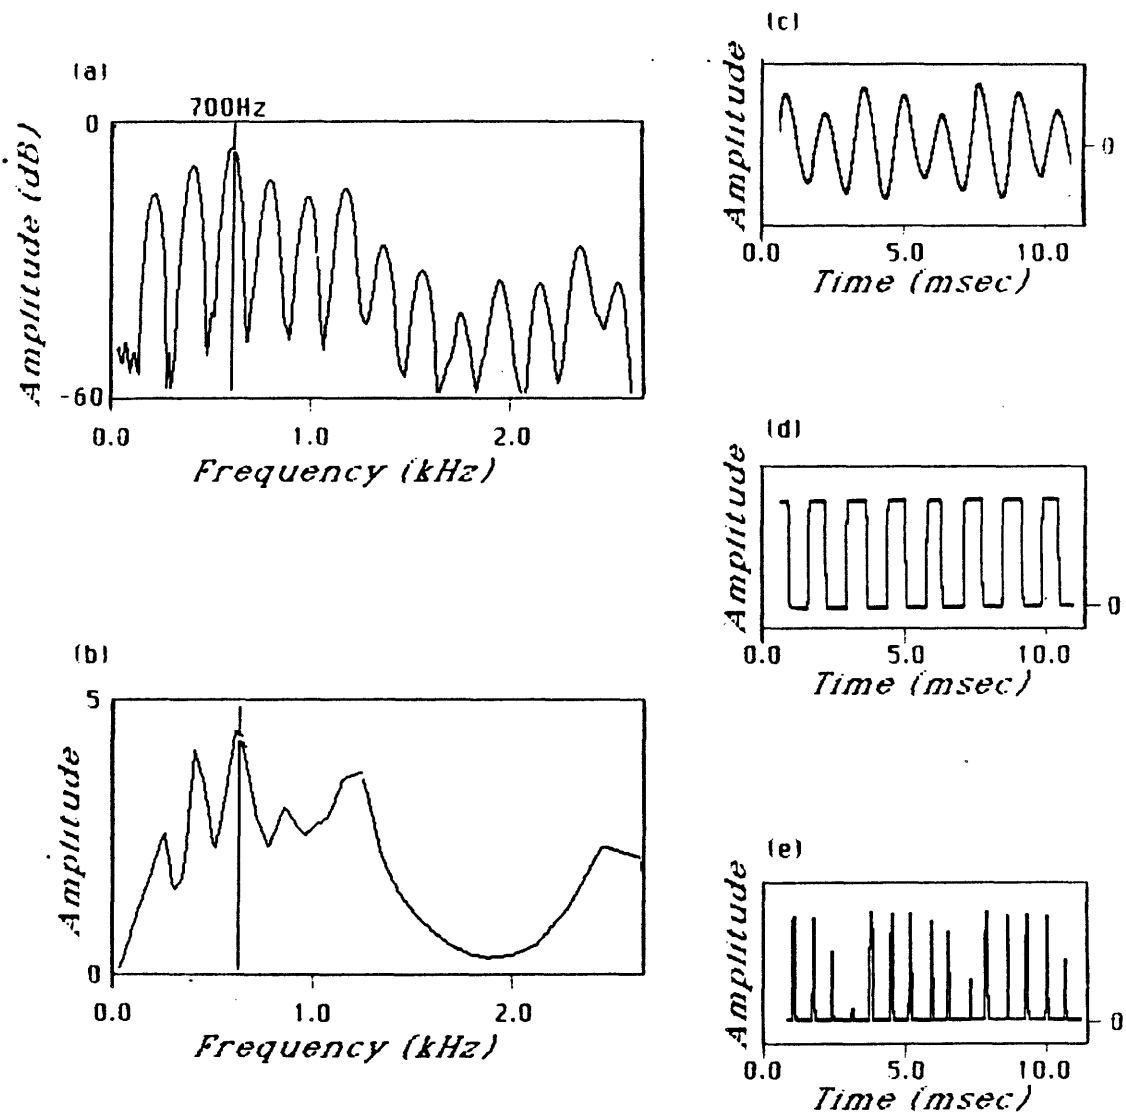 (a)
700Hz
0
Amplitude (dB)
-60
0.0 1.0 2.0
Frequency (kHz)
(b)
5
Amplitude
0
0.0 1.0 2.0
Frequency (kHz)
(c)
Amplitude
0
0.0 5.0 10.0
Time (msec)
(d)
Amplitude
0
0.0 5.0 10.0
Time (msec)
(e)
Amplitude
0
0.0 5.0 10.0
Time (msec)